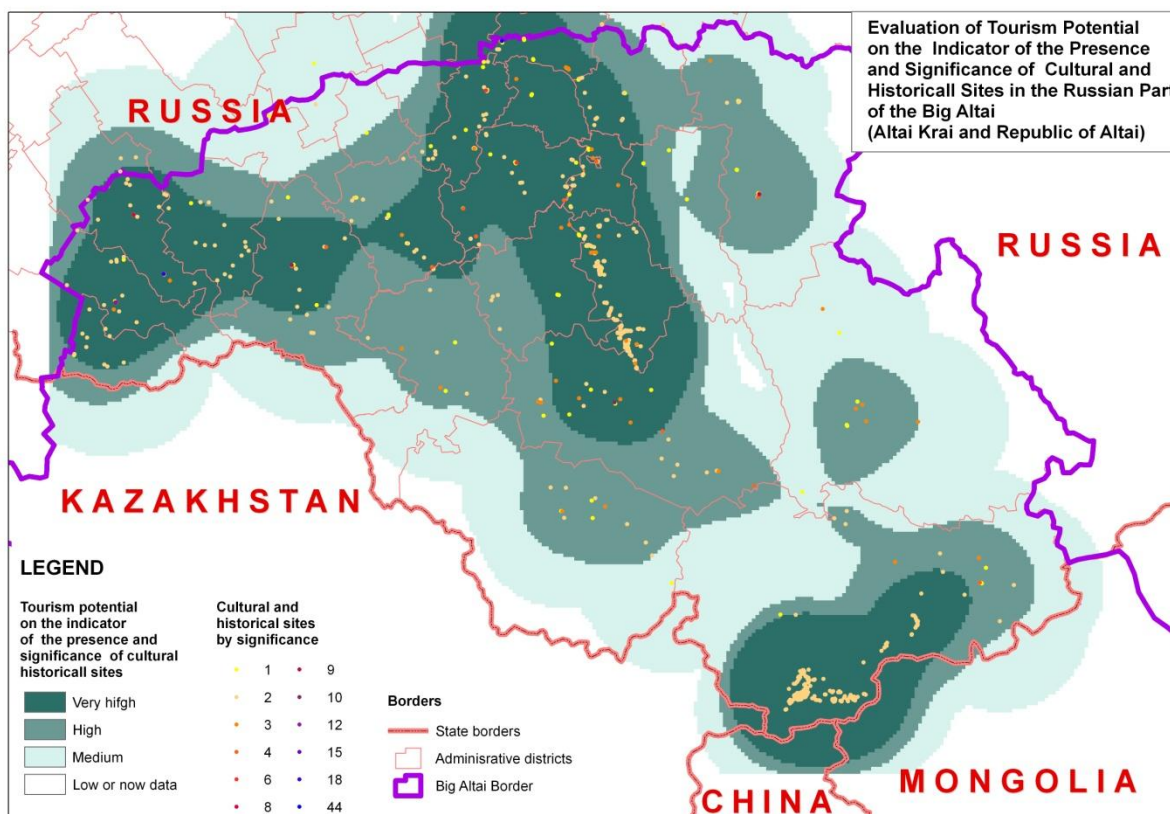 Evaluation of Tourism Potential
on the Indicator of the Presence
and Significance of Cultural and
Historicall Sites in the Russian Part
of the Big Altai
(Altai Krai and Republic of Altai)
RUSSIA
RUSSIA
KAZAKHSTAN
CHINA
MONGOLIA
LEGEND
Tourism potential
on the indicator
of the presence and
significance of cultural
historicall sites
Very hifgh
High
Medium
Low or now data
Cultural and
historical sites
by significance
1 9
2 10
3 12
4 15
6 18
8 44
Borders
State borders
Adminisrative districts
Big Altai Border